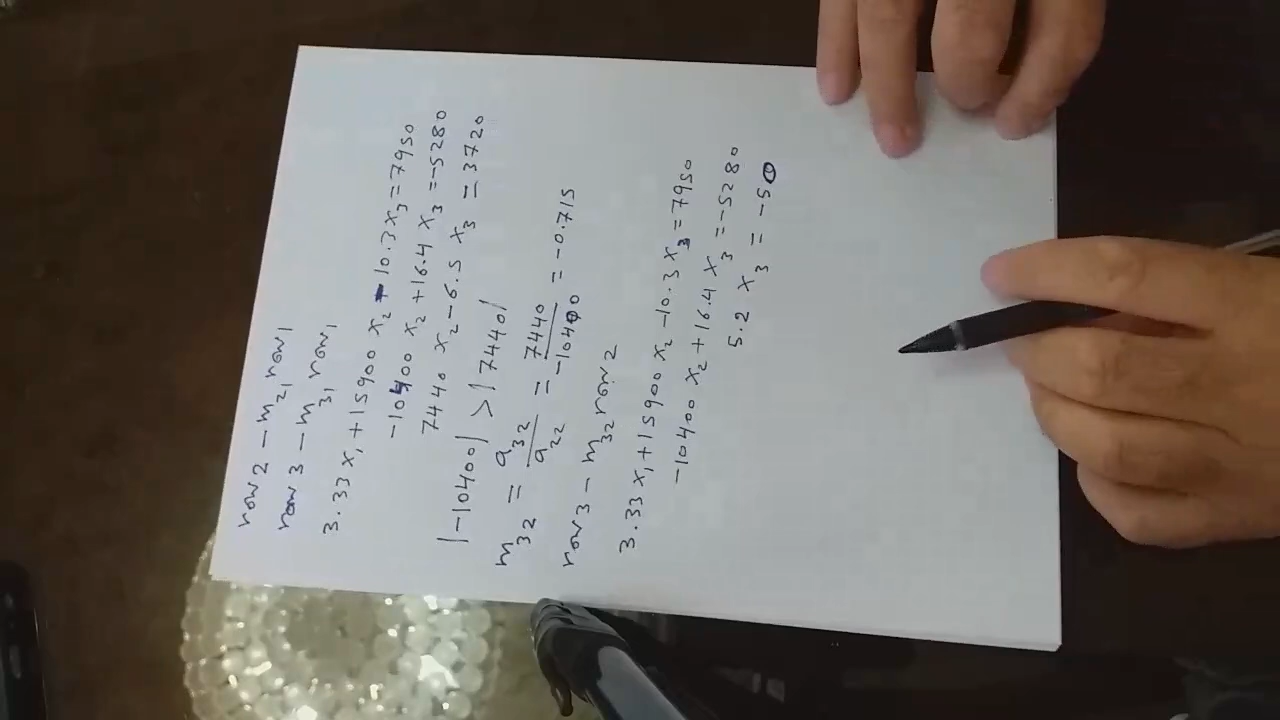 row 2 - m21 row 1
row 3 - m31 row 1
3.33 x1 + 15900 x2 - 10.3 x3 = 7950
-10400 x2 + 16.4 x3 = -5280
7440 x2 - 6.5 x3 = 3720
|-10400| > |7440|
m32 = a32/a22 = 7440/-10400 = -0.715
row 3 - m32 row 2
3.33 x1 + 15900 x2 - 10.3 x3 = 7950
-10400 x2 + 16.4 x3 = -5280
5.2 x3 = -50